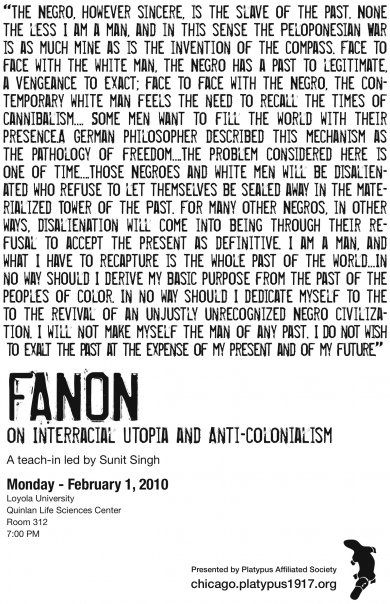 "THE NEGRO, HOWEVER SINCERE, IS THE SLAVE OF THE PAST. NONE
THE LESS I AM A MAN, AND IN THIS SENSE THE PELOPONESIAN WAR
IS AS MUCH MINE AS IS THE INVENTION OF THE COMPASS. FACE TO
FACE WITH THE WHITE MAN, THE NEGRO HAS A PAST TO LEGITIMATE,
A VENGEANCE TO EXACT; FACE TO FACE WITH THE NEGRO, THE CON-
TEMPORARY WHITE MAN FEELS THE NEED TO RECALL THE TIMES OF
CANNIBALISM.... SOME MEN WANT TO FILL THE WORLD WITH THEIR
PRESENCE.A GERMAN PHILOSOPHER DESCRIBED THIS MECHANISM AS
THE PATHOLOGY OF FREEDOM....THE PROBLEM CONSIDERED HERE IS
ONE OF TIME....THOSE NEGROES AND WHITE MEN WILL BE DISALIEN-
ATED WHO REFUSE TO LET THEMSELVES BE SEALED AWAY IN THE MATE-
RIALIZED TOWER OF THE PAST. FOR MANY OTHER NEGROS, IN OTHER
WAYS, DISALIENATION WILL COME INTO BEING THROUGH THEIR RE-
FUSAL TO ACCEPT THE PRESENT AS DEFINITIVE. I AM A MAN, AND
WHAT I HAVE TO RECAPTURE IS THE WHOLE PAST OF THE WORLD...IN
NO WAY SHOULD I DERIVE MY BASIC PURPOSE FROM THE PAST OF THE
PEOPLES OF COLOR. IN NO WAY SHOULD I DEDICATE MYSELF TO THE
TO THE REVIVAL OF AN UNJUSTLY UNRECOGNIZED NEGRO CIVILIZA-
TION. I WILL NOT MAKE MYSELF THE MAN OF ANY PAST. I DO NOT WISH
TO EXALT THE PAST AT THE EXPENSE OF MY PRESENT AND OF MY FUTURE."
FANON
ON INTERRACIAL UTOPIA AND ANTI-COLONIALISM
A teach-in led by Sunit Singh
Monday - February 1, 2010
Loyola University
Quinlan Life Sciences Center
Room 312
7:00 PM
Presented by Platypus Affiliated Society
chicago.platypus1917.org